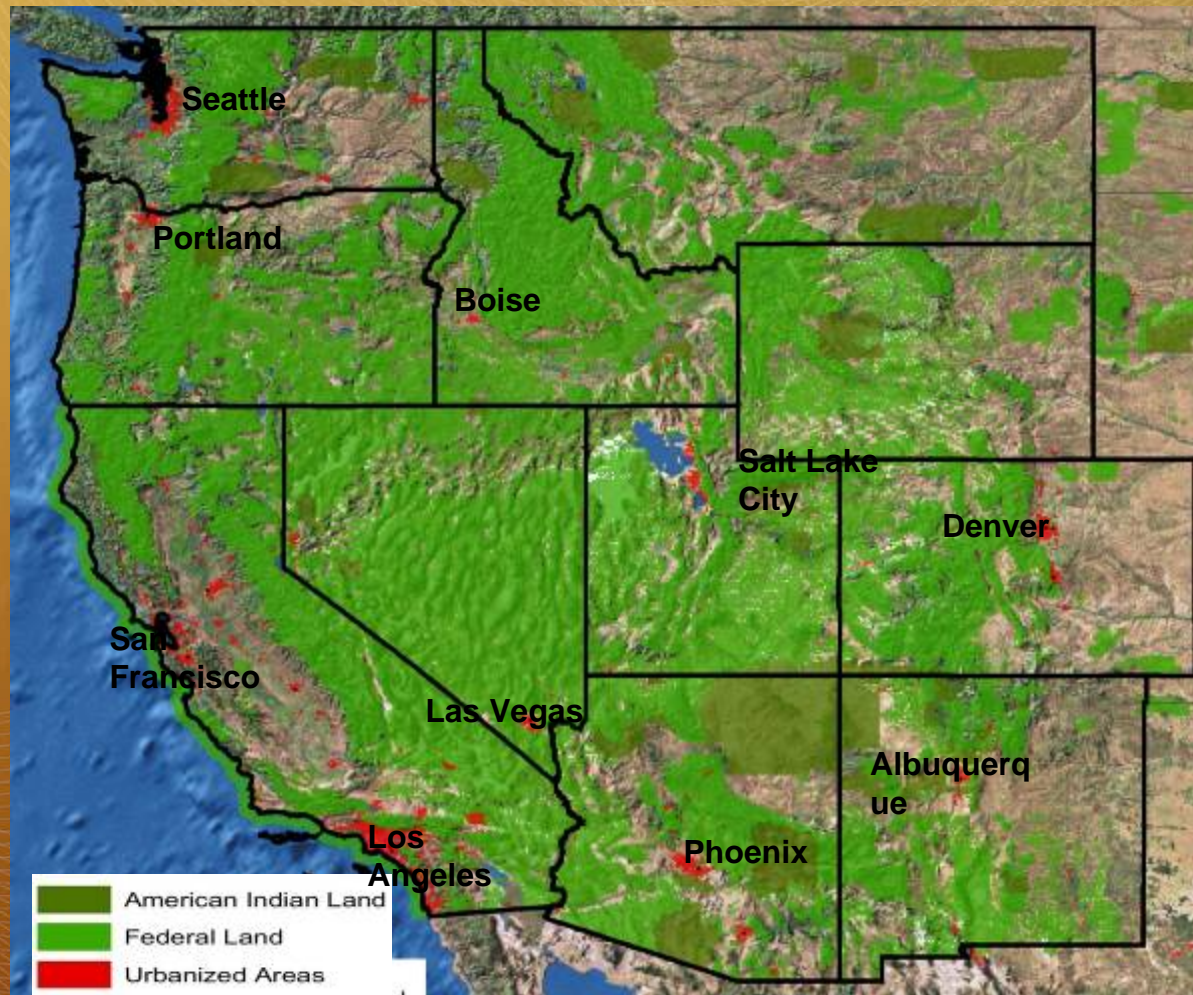 Seattle
Portland
Boise
Salt Lake
City
Denver
San
Francisco
Las Vegas
Albuquerq
ue
Los
Angeles
Phoenix
American Indian Land
Federal Land
Urbanized Areas